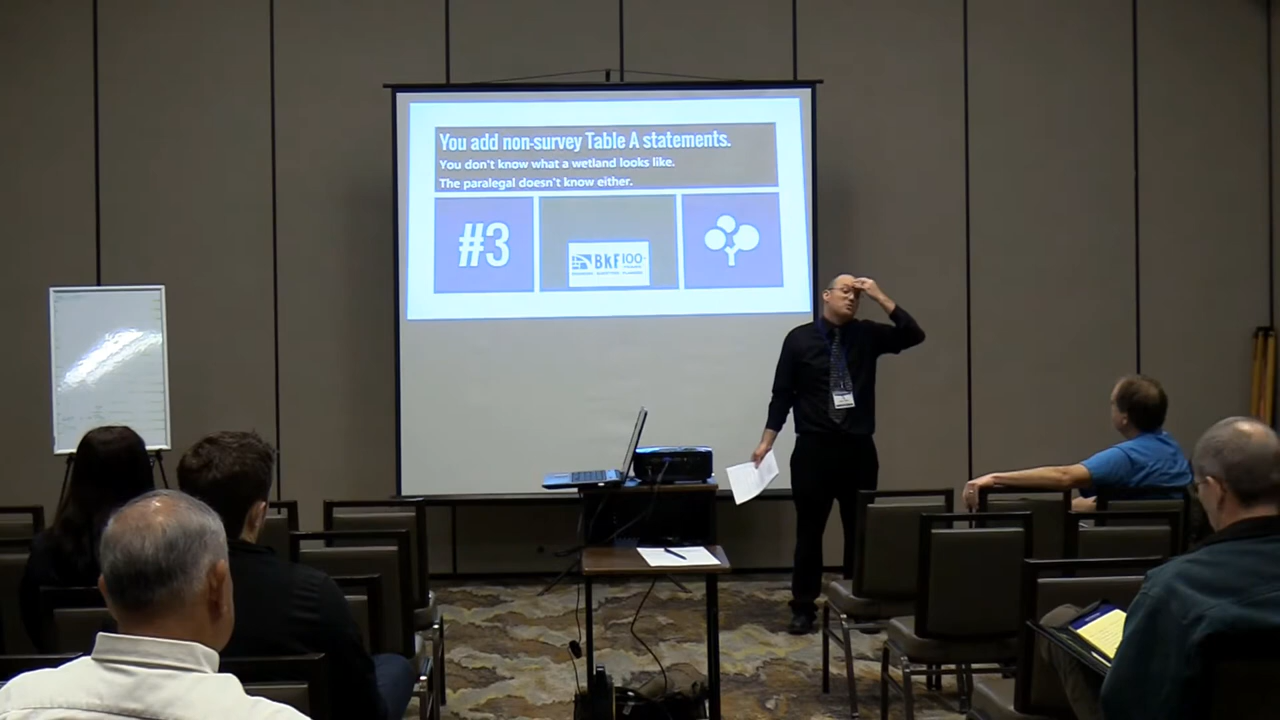 You add non-survey Table A statements.
You don't know what a wetland looks like.
The paralegal doesn't know either.
#3
BKF 100+